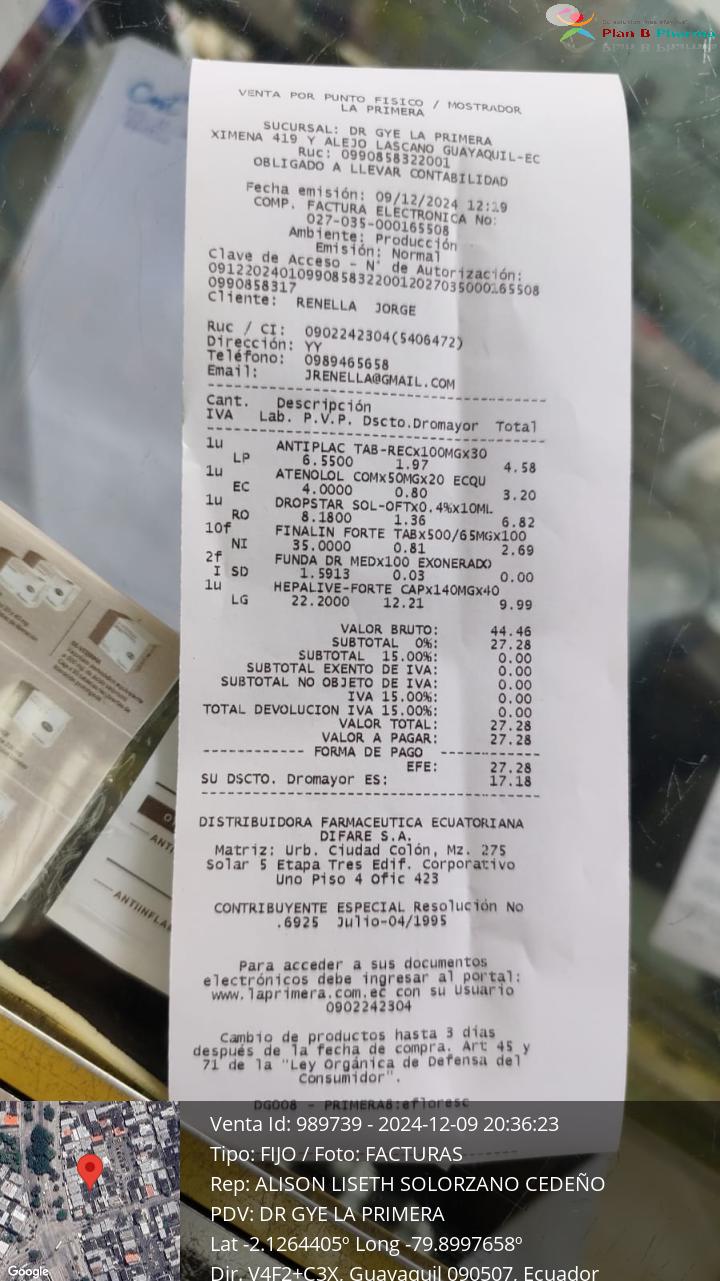 Plan B Pharma
VENTA POR PUNTO FISICO / MOSTRADOR
LA PRIMERA
SUCURSAL: DR GYE LA PRIMERA
XIMENA 419 Y ALEJO LASCANO GUAYAQUIL-EC
Ruc: 0990858322001
OBLIGADO A LLEVAR CONTABILIDAD
Fecha emisión: 09/12/2024 12:19
COMP. FACTURA ELECTRONICA No:
027-035-000165508
Ambiente: Producción
Emisión: Normal
Clave de Acceso - N° de Autorización:
091220240109908583220012027035000165508
0990858317
Cliente: RENELLA JORGE
Ruc / CI: 0902242304(5406472)
Dirección: YY
Teléfono: 0989465658
Email: JRENELLA@GMAIL.COM
Cant. Descripción
IVA Lab. P.V.P. Dscto.Dromayor Total
1u ANTIPLAC TAB-RECx100MGx30
LP 6.5500 1.97 4.58
1u ATENOLOL COMx50MGx20 ECQU
EC 4.0000 0.80 3.20
1u DROPSTAR SOL-OFTx0.4%x10ML
RO 8.1800 1.36 6.82
10f FINALIN FORTE TABx500/65MGx100
NI 35.0000 0.81 2.69
2f FUNDA DR MEDx100 EXONERADO
I SD 1.5913 0.03 0.00
1u HEPALIVE-FORTE CAPx140MGx40
LG 22.2000 12.21 9.99
VALOR BRUTO: 44.46
SUBTOTAL 0%: 27.28
SUBTOTAL 15.00%: 0.00
SUBTOTAL EXENTO DE IVA: 0.00
SUBTOTAL NO OBJETO DE IVA: 0.00
IVA 15.00%: 0.00
TOTAL DEVOLUCION IVA 15.00%: 0.00
VALOR TOTAL: 27.28
VALOR A PAGAR: 27.28
------------ FORMA DE PAGO ------------
EFE: 27.28
SU DSCTO. Dromayor ES: 17.18
DISTRIBUIDORA FARMACEUTICA ECUATORIANA
DIFARE S.A.
Matriz: Urb. Ciudad Colón, Mz. 275
Solar 5 Etapa Tres Edif. Corporativo
Uno Piso 4 Ofic 423
CONTRIBUYENTE ESPECIAL Resolución No
.6925 Julio-04/1995
Para acceder a sus documentos
electrónicos debe ingresar al portal:
www.laprimera.com.ec con su Usuario
0902242304
Cambio de productos hasta 3 días
después de la fecha de compra. Art 45 y
71 de la "Ley Orgánica de Defensa del
Consumidor".
DG008 - PRIMERA8:efloresc
Venta Id: 989739 - 2024-12-09 20:36:23
Tipo: FIJO / Foto: FACTURAS
Rep: ALISON LISETH SOLORZANO CEDEÑO
PDV: DR GYE LA PRIMERA
Lat -2.1264405º Long -79.8997658º
Dir. V4F2+C3X, Guayaquil 090507, Ecuador
Google